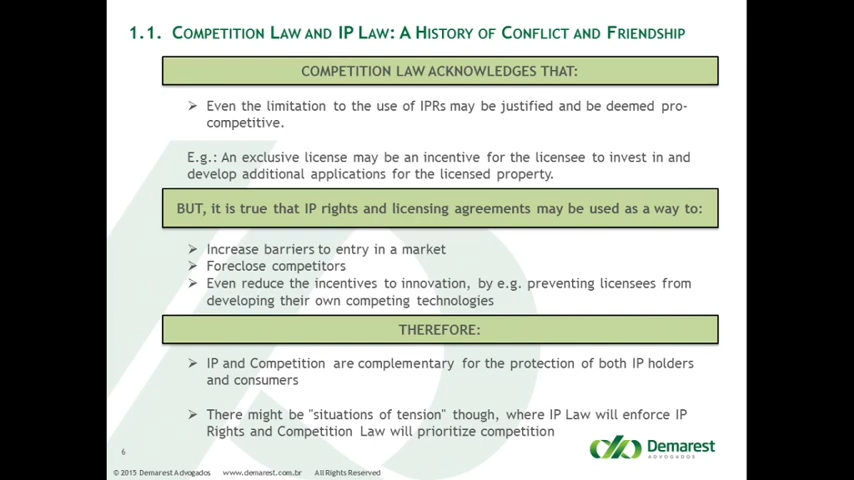 1.1. COMPETITION LAW AND IP LAW: A HISTORY OF CONFLICT AND FRIENDSHIP
COMPETITION LAW ACKNOWLEDGES THAT:
➢ Even the limitation to the use of IPRs may be justified and be deemed pro-
competitive.
E.g.: An exclusive license may be an incentive for the licensee to invest in and
develop additional applications for the licensed property.
BUT, it is true that IP rights and licensing agreements may be used as a way to:
➢ Increase barriers to entry in a market
➢ Foreclose competitors
➢ Even reduce the incentives to innovation, by e.g. preventing licensees from
developing their own competing technologies
THEREFORE:
➢ IP and Competition are complementary for the protection of both IP holders
and consumers
➢ There might be "situations of tension" though, where IP Law will enforce IP
Rights and Competition Law will prioritize competition
Demarest
ADVOGADOS
6
© 2015 Demarest Advogados www.demarest.com.br All Rights Reserved